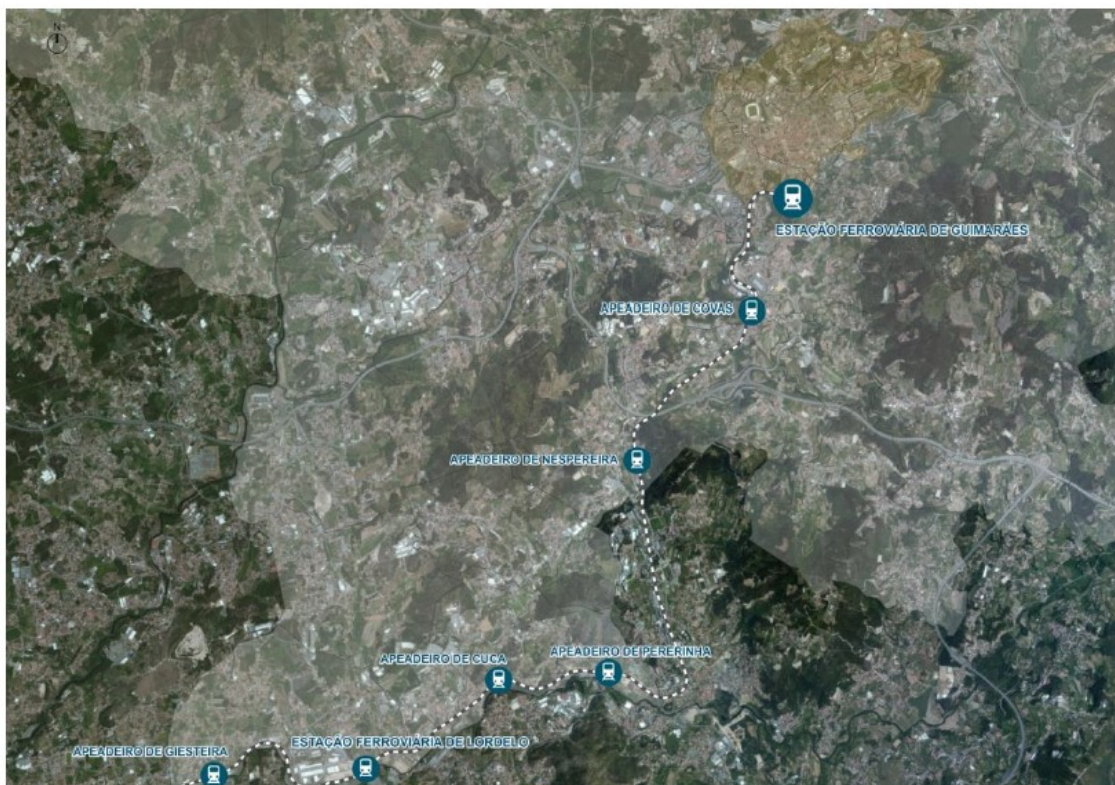 N
ESTAÇÃO FERROVIÁRIA DE GUIMARÃES
APEADEIRO DE COVAS
APEADEIRO DE NESPEREIRA
APEADEIRO DE PERERINHA
APEADEIRO DE CUCA
ESTAÇÃO FERROVIÁRIA DE LORDELO
APEADEIRO DE GIESTEIRA